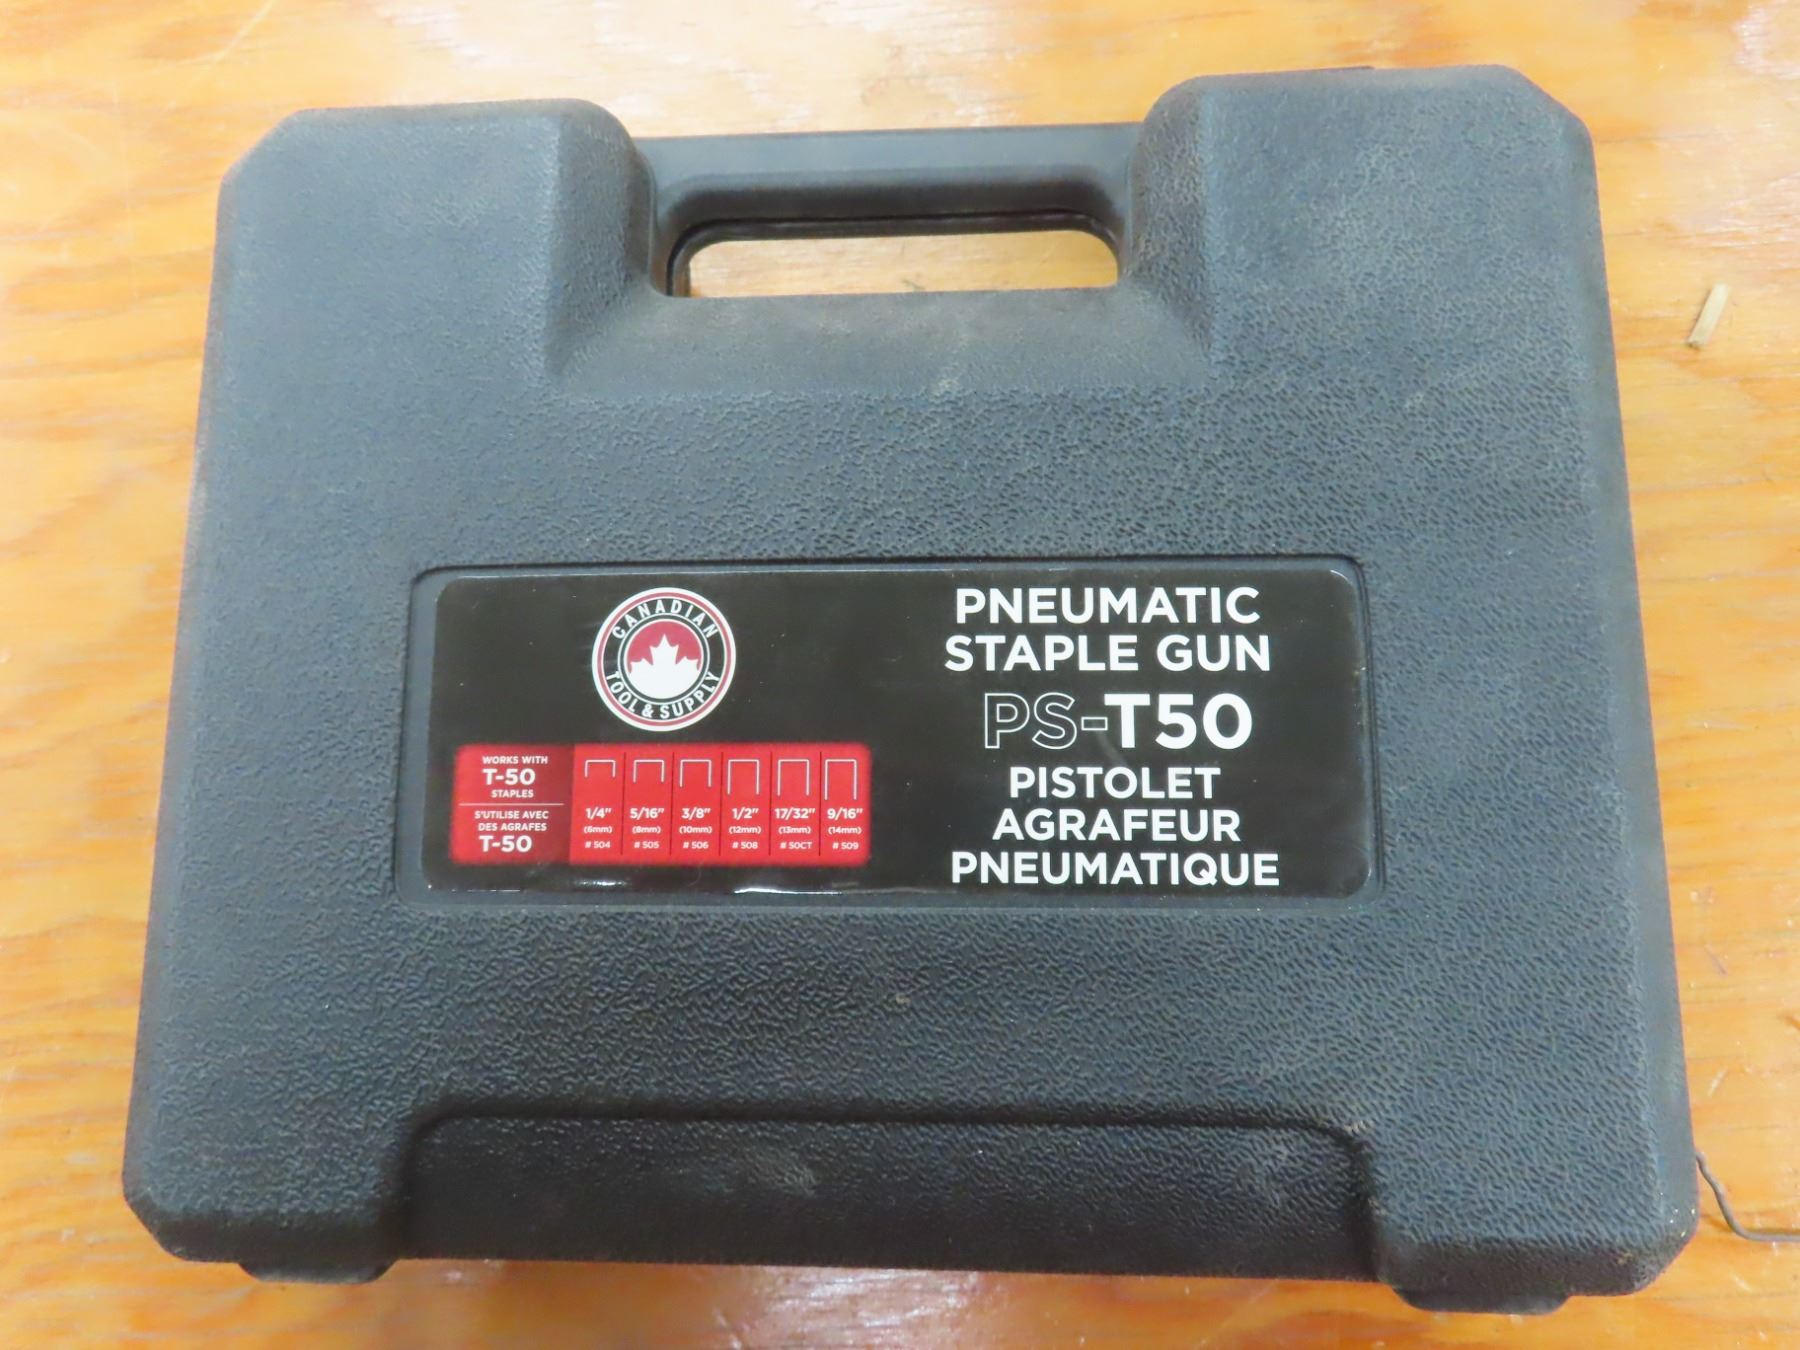 CANADIAN
TOOL & SUPPLY
WORKS WITH
T-50
STAPLES
S'UTILISE AVEC
DES AGRAFES
T-50
1/4" 5/16" 3/8" 1/2" 17/32" 9/16"
(6mm) (8mm) (10mm) (12mm) (13mm) (14mm)
# 504 # 505 # 506 # 508 # 50CT # 509
PNEUMATIC
STAPLE GUN
PS-T50
PISTOLET
AGRAFEUR
PNEUMATIQUE